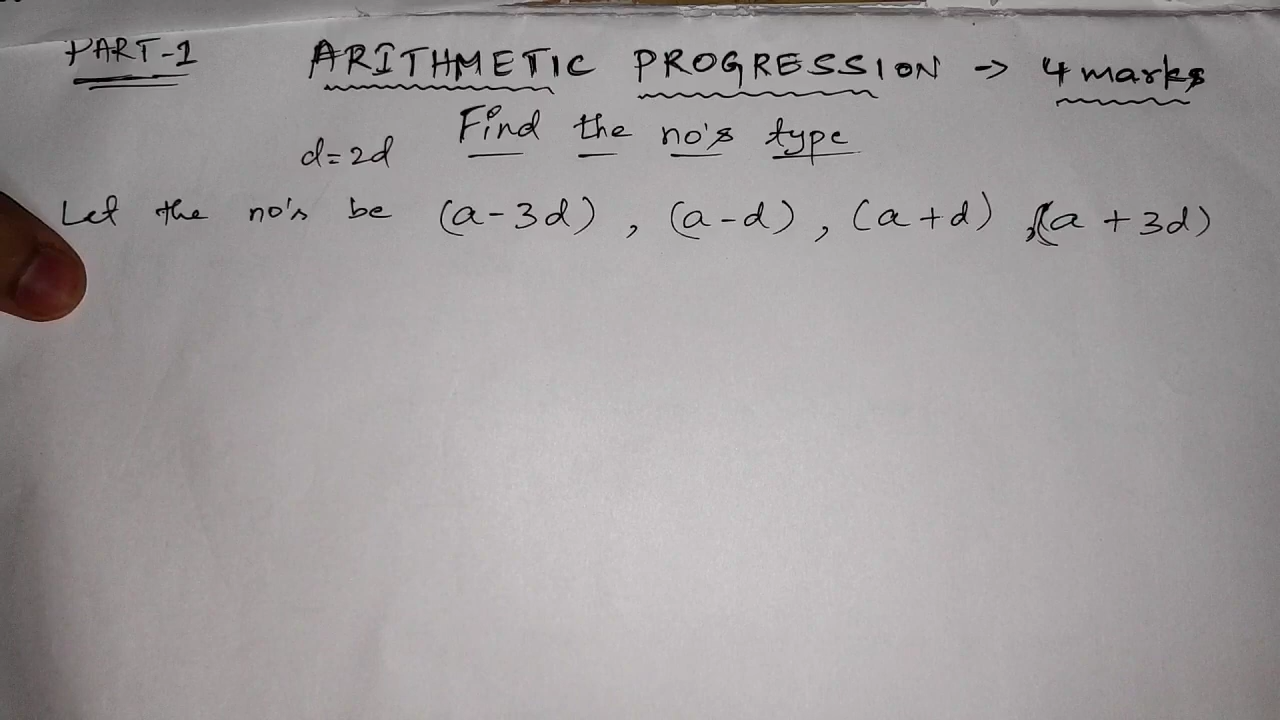 PART-1 ARITHMETIC PROGRESSION → 4 marks
Find the no's type
d=2d
Let the no's be (a-3d), (a-d), (a+d), (a+3d)